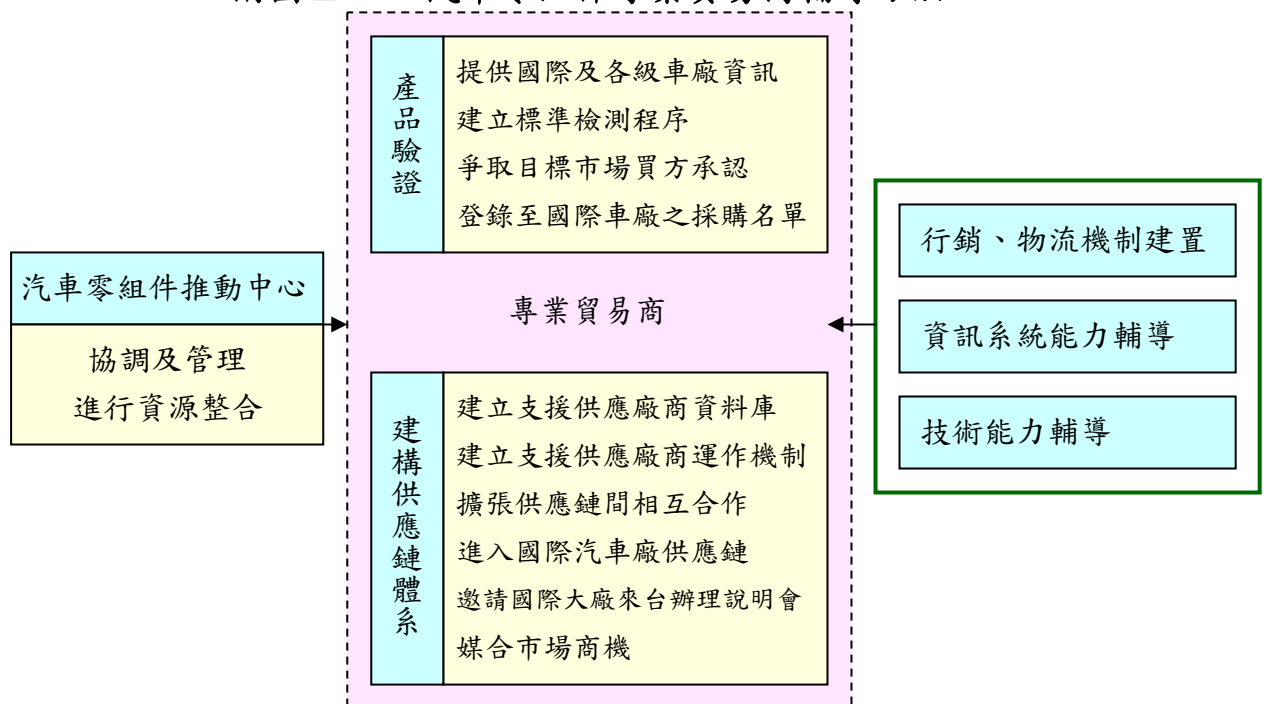 產品驗證
提供國際及各級車廠資訊
建立標準檢測程序
爭取目標市場買方承認
登錄至國際車廠之採購名單
汽車零組件推動中心
協調及管理
進行資源整合
專業貿易商
行銷、物流機制建置
資訊系統能力輔導
技術能力輔導
建構供應鏈體系
建立支援供應廠商資料庫
建立支援供應廠商運作機制
擴張供應鏈間相互合作
進入國際汽車廠供應鏈
邀請國際大廠來台辦理說明會
媒合市場商機